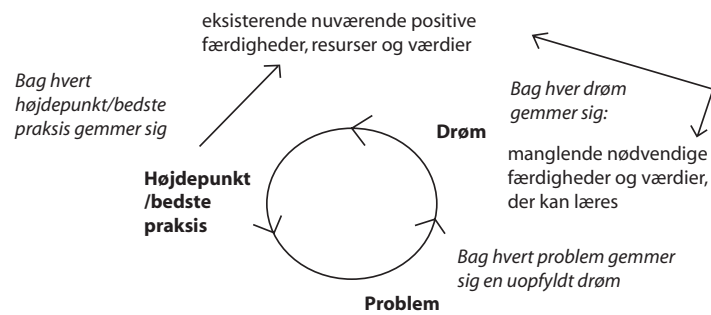 eksisterende nuværende positive
færdigheder, resurser og værdier
Bag hvert
højdepunkt/bedste
praksis gemmer sig
Bag hver drøm
gemmer sig:
Drøm
manglende nødvendige
færdigheder og værdier,
der kan læres
Højdepunkt
/bedste
praksis
Bag hvert problem gemmer
sig en uopfyldt drøm
Problem